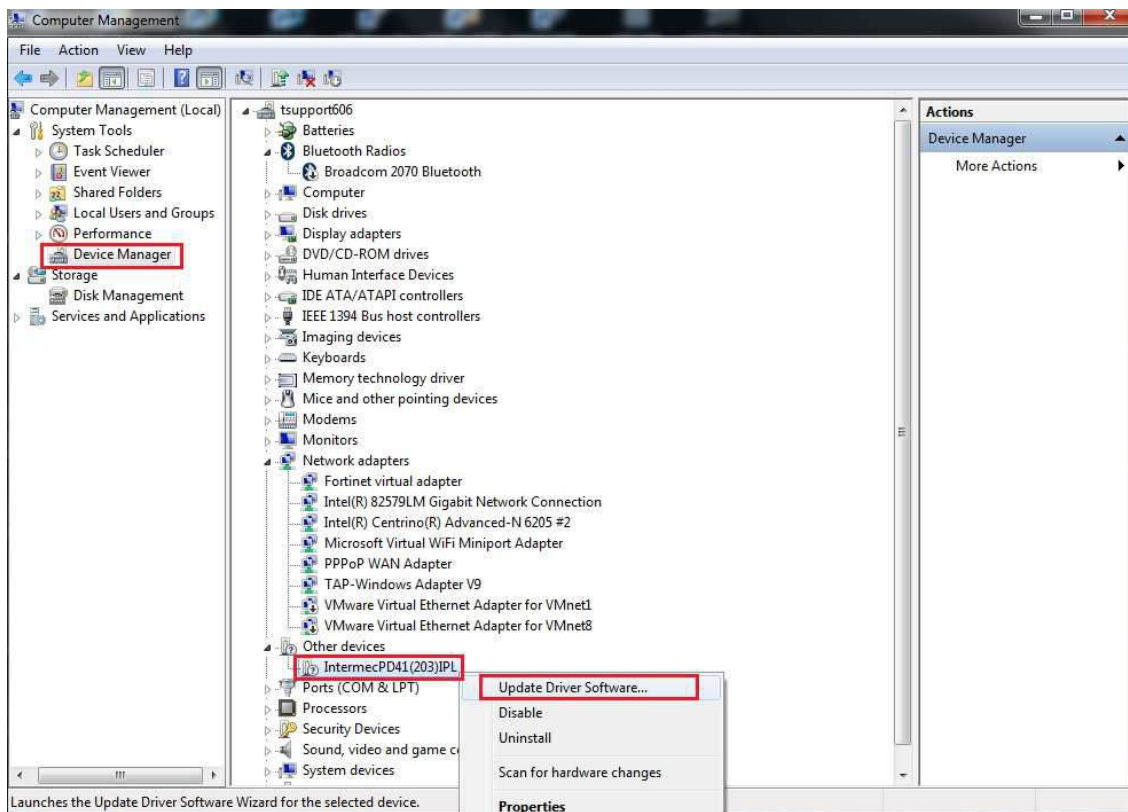 Computer Management
File Action View Help
Computer Management (Local)
System Tools
Task Scheduler
Event Viewer
Shared Folders
Local Users and Groups
Performance
Device Manager
Storage
Disk Management
Services and Applications
tsupport606
Batteries
Bluetooth Radios
Broadcom 2070 Bluetooth
Computer
Disk drives
Display adapters
DVD/CD-ROM drives
Human Interface Devices
IDE ATA/ATAPI controllers
IEEE 1394 Bus host controllers
Imaging devices
Keyboards
Memory technology driver
Mice and other pointing devices
Modems
Monitors
Network adapters
Fortinet virtual adapter
Intel(R) 82579LM Gigabit Network Connection
Intel(R) Centrino(R) Advanced-N 6205 #2
Microsoft Virtual WiFi Miniport Adapter
PPPoP WAN Adapter
TAP-Windows Adapter V9
VMware Virtual Ethernet Adapter for VMnet1
VMware Virtual Ethernet Adapter for VMnet8
Other devices
IntermecPD41(203)IPL
Ports (COM & LPT)
Processors
Security Devices
Sound, video and game c
System devices
Update Driver Software...
Disable
Uninstall
Scan for hardware changes
Properties
Actions
Device Manager
More Actions
Launches the Update Driver Software Wizard for the selected device.